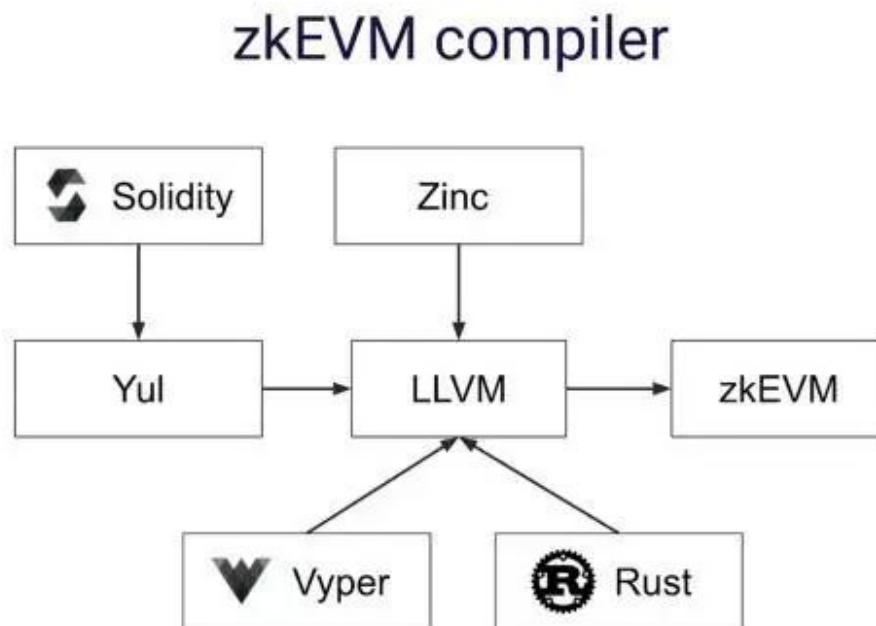 zkEVM compiler
Solidity
Zinc
Yul
LLVM
zkEVM
Vyper
R Rust